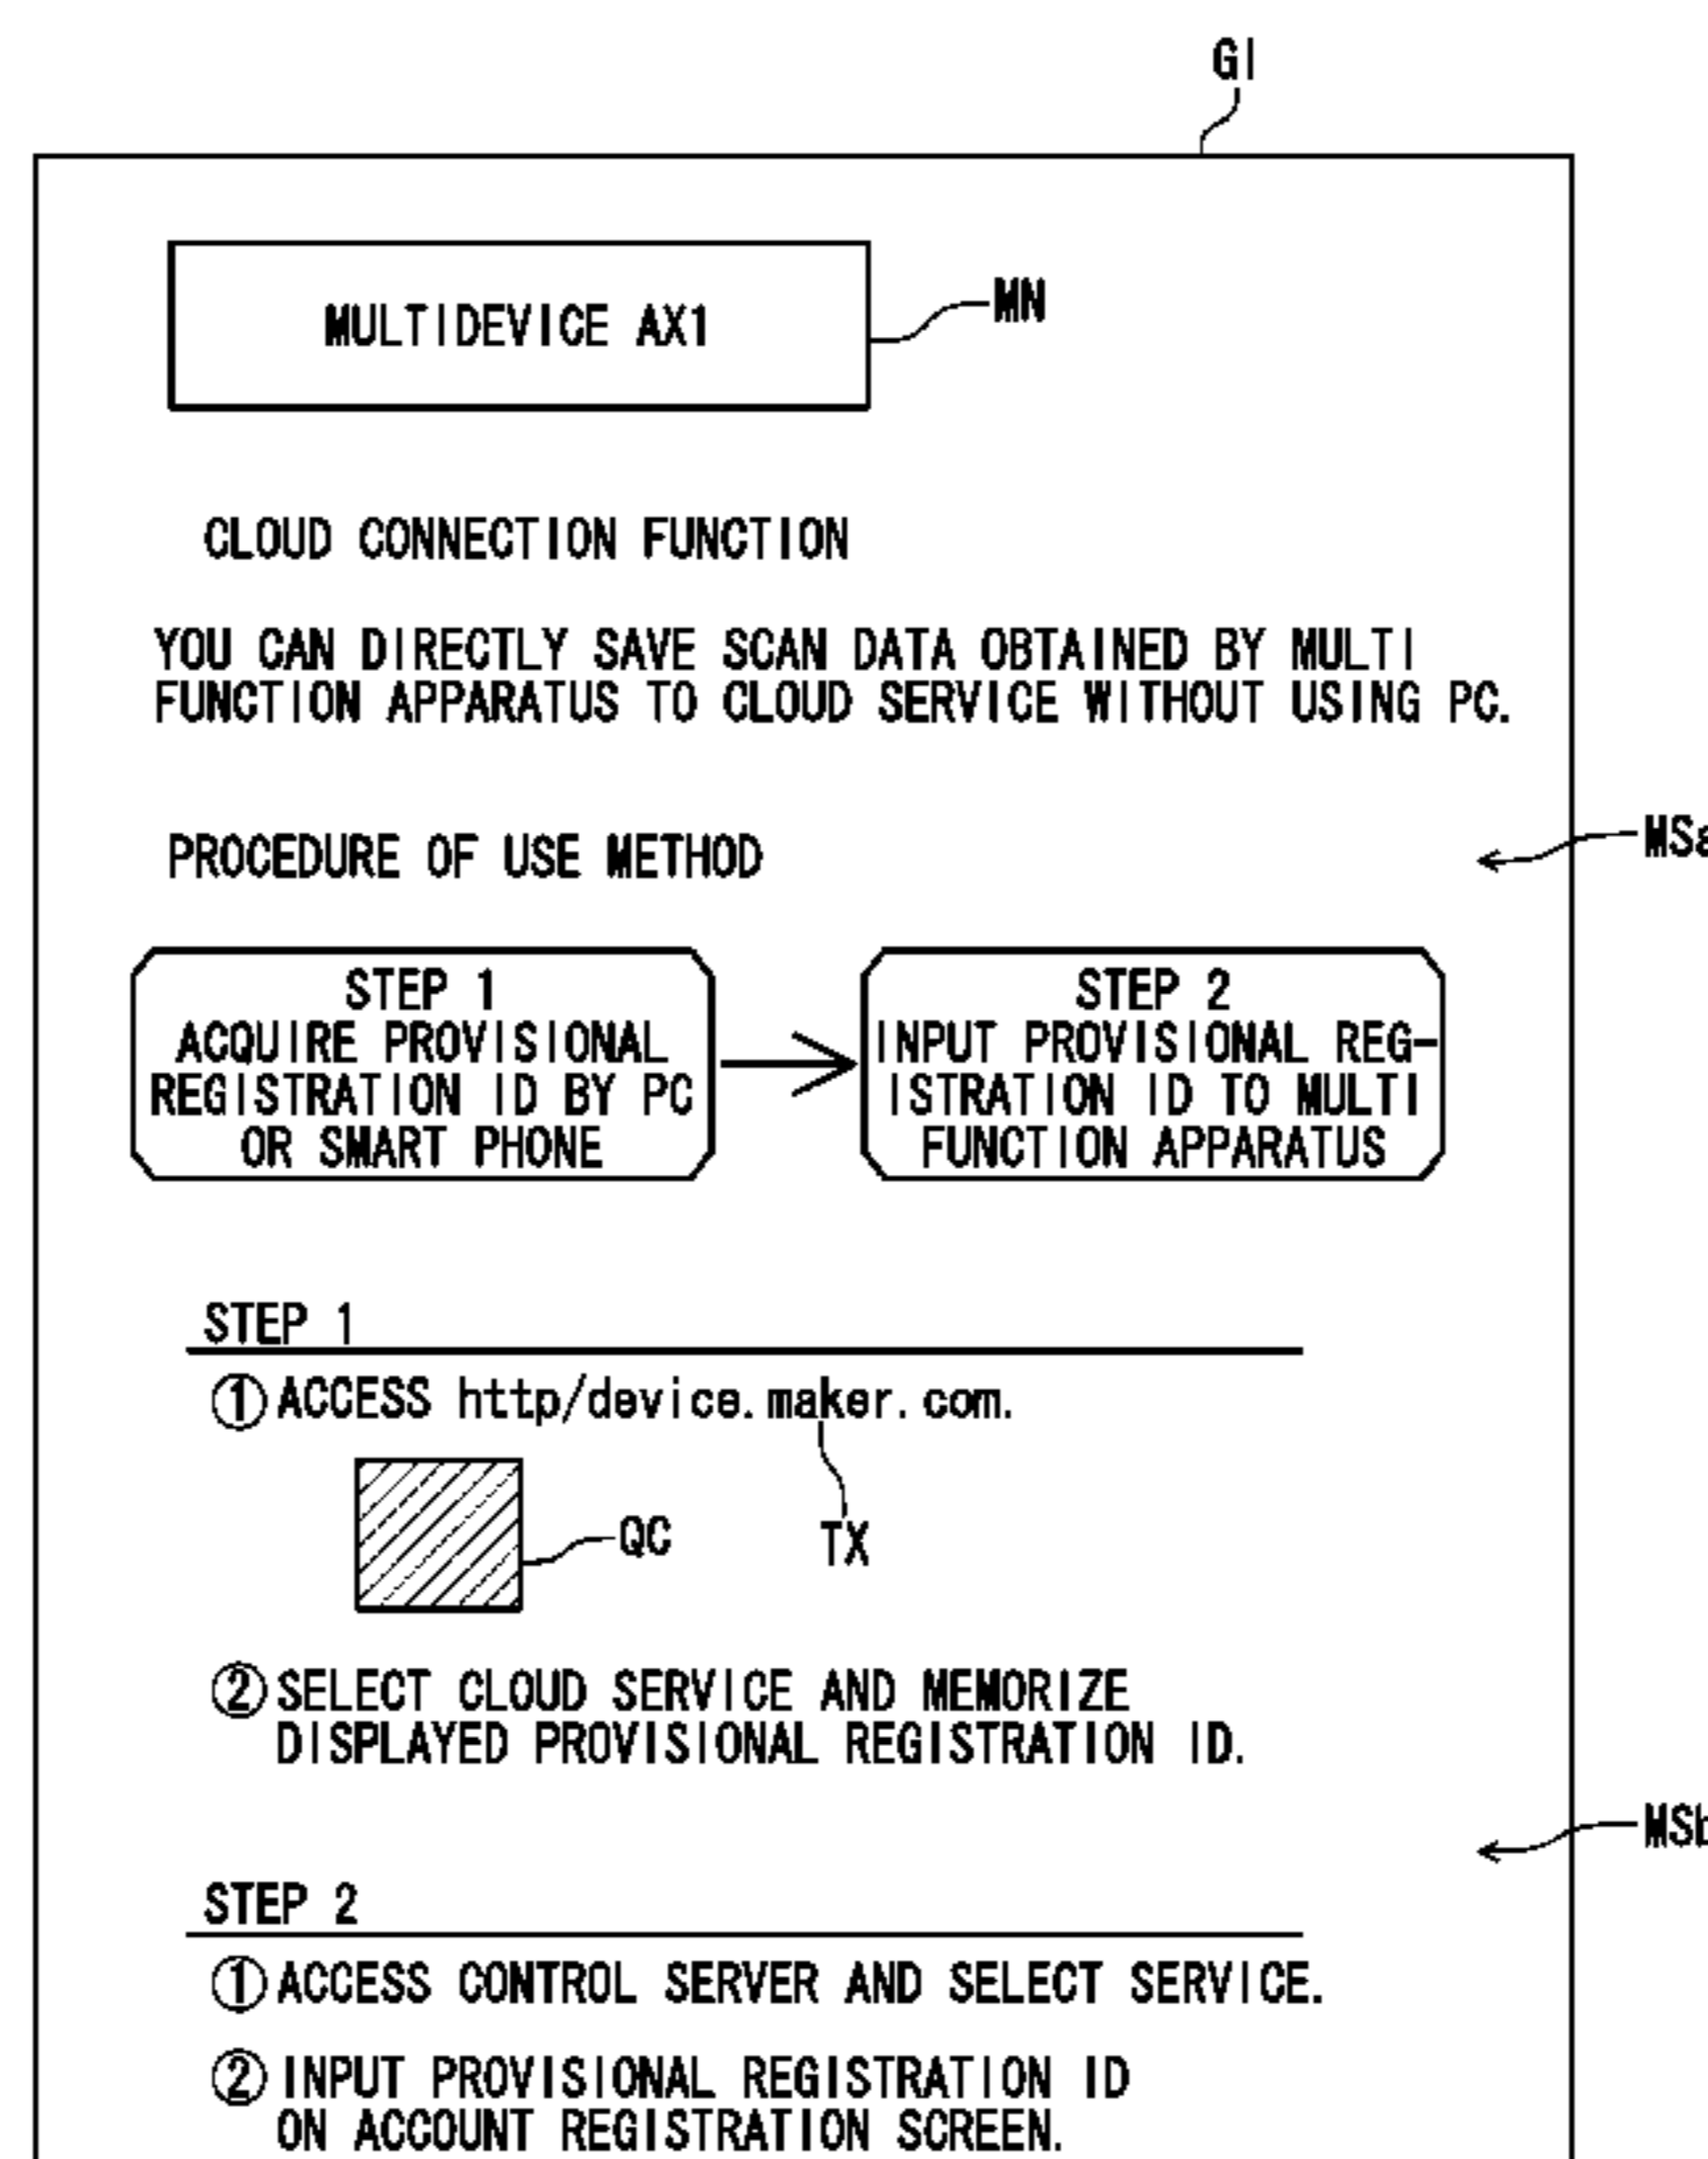 GI
MULTIDEVICE AX1
MN
CLOUD CONNECTION FUNCTION
YOU CAN DIRECTLY SAVE SCAN DATA OBTAINED BY MULTI
FUNCTION APPARATUS TO CLOUD SERVICE WITHOUT USING PC.
MSa
PROCEDURE OF USE METHOD
STEP 1
ACQUIRE PROVISIONAL
REGISTRATION ID BY PC
OR SMART PHONE
STEP 2
INPUT PROVISIONAL REG-
ISTRATION ID TO MULTI
FUNCTION APPARATUS
STEP 1
① ACCESS http/device.maker.com.
QC
TX
② SELECT CLOUD SERVICE AND MEMORIZE
DISPLAYED PROVISIONAL REGISTRATION ID.
MSb
STEP 2
① ACCESS CONTROL SERVER AND SELECT SERVICE.
② INPUT PROVISIONAL REGISTRATION ID
ON ACCOUNT REGISTRATION SCREEN.